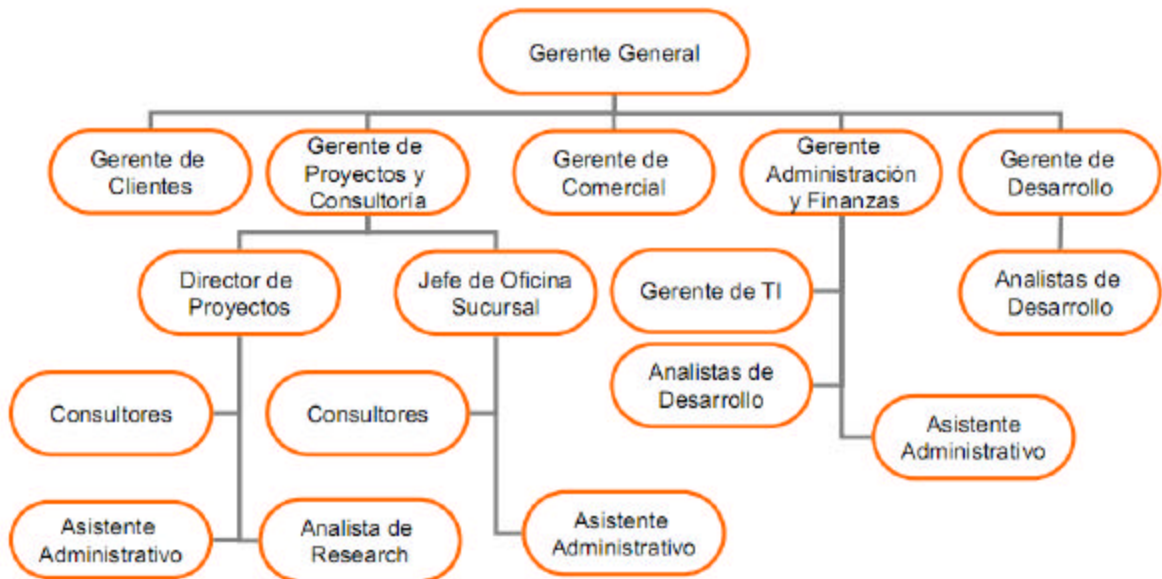 Gerente General
Gerente de
Clientes
Gerente de
Proyectos y
Consultoría
Gerente de
Comercial
Gerente
Administración
y Finanzas
Gerente de
Desarrollo
Director de
Proyectos
Jefe de Oficina
Sucursal
Gerente de TI
Analistas de
Desarrollo
Analistas de
Desarrollo
Consultores
Consultores
Asistente
Administrativo
Asistente
Administrativo
Analista de
Research
Asistente
Administrativo